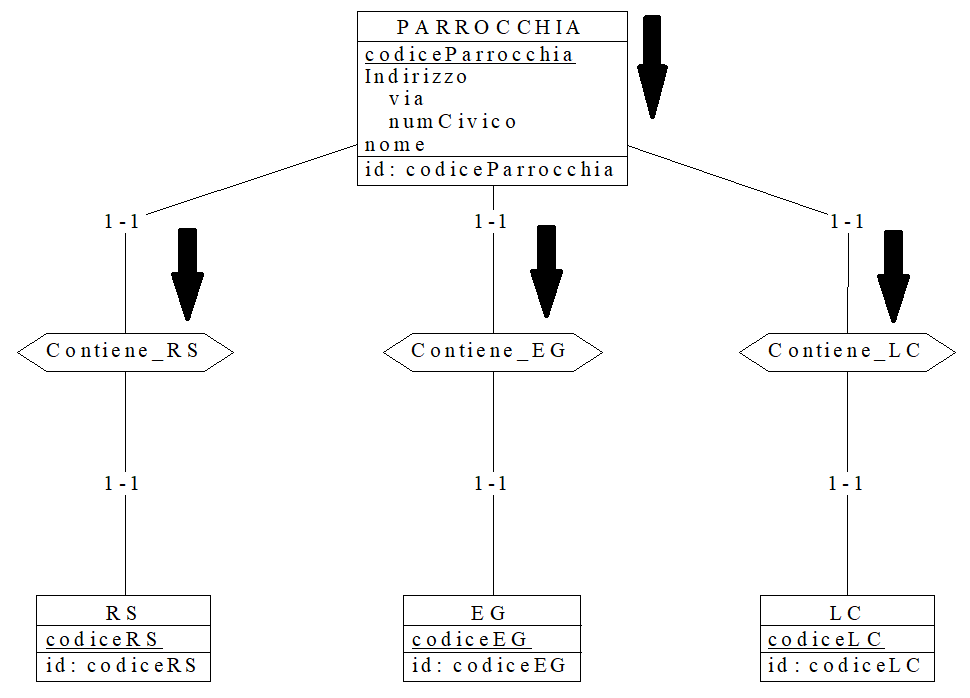 PARROCCHIA
codiceParrocchia
Indirizzo
via
numCivico
nome
id: codiceParrocchia
1-1 1-1 1-1
Contiene_RS Contiene_EG Contiene_LC
1-1 1-1 1-1
RS EG LC
codiceRS codiceEG codiceLC
id: codiceRS id: codiceEG id: codiceLC